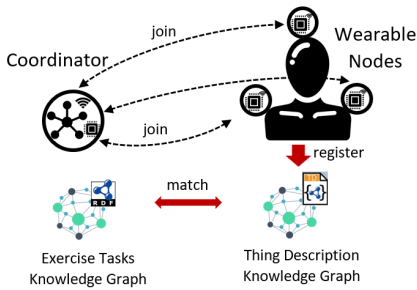 join
Coordinator
Wearable
Nodes
join
register
match
RDF
Exercise Tasks
Knowledge Graph
Thing Description
Knowledge Graph